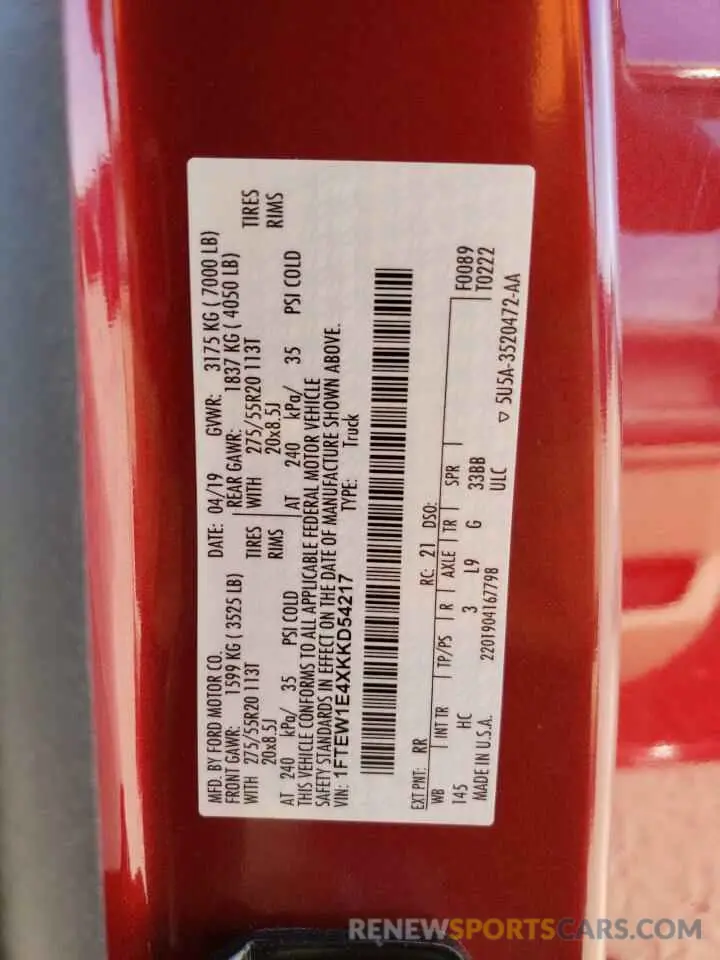 MFD. BY FORD MOTOR CO.
DATE: 04/19 GVWR: 3175 KG ( 7000 LB)
FRONT GAWR: 1599 KG ( 3525 LB) REAR GAWR: 1837 KG ( 4050 LB)
WITH 275/55R20 113T TIRES WITH 275/55R20 113T TIRES
20x8.5J RIMS 20x8.5J RIMS
AT 240 kPa/ 35 PSI COLD AT 240 kPa/ 35 PSI COLD
THIS VEHICLE CONFORMS TO ALL APPLICABLE FEDERAL MOTOR VEHICLE
SAFETY STANDARDS IN EFFECT ON THE DATE OF MANUFACTURE SHOWN ABOVE.
VIN: 1FTEW1E4XKKD54217 TYPE: Truck
EXT PNT: RR RC: 21 DSO:
WB INT TR TP/PS R AXLE TR SPR F0089
145 HC 3 L9 G 33BB T0222
MADE IN U.S.A. 2201904167798 ULC ▽ 5U5A-3520472-AA
RENEWSPORTSCARS.COM